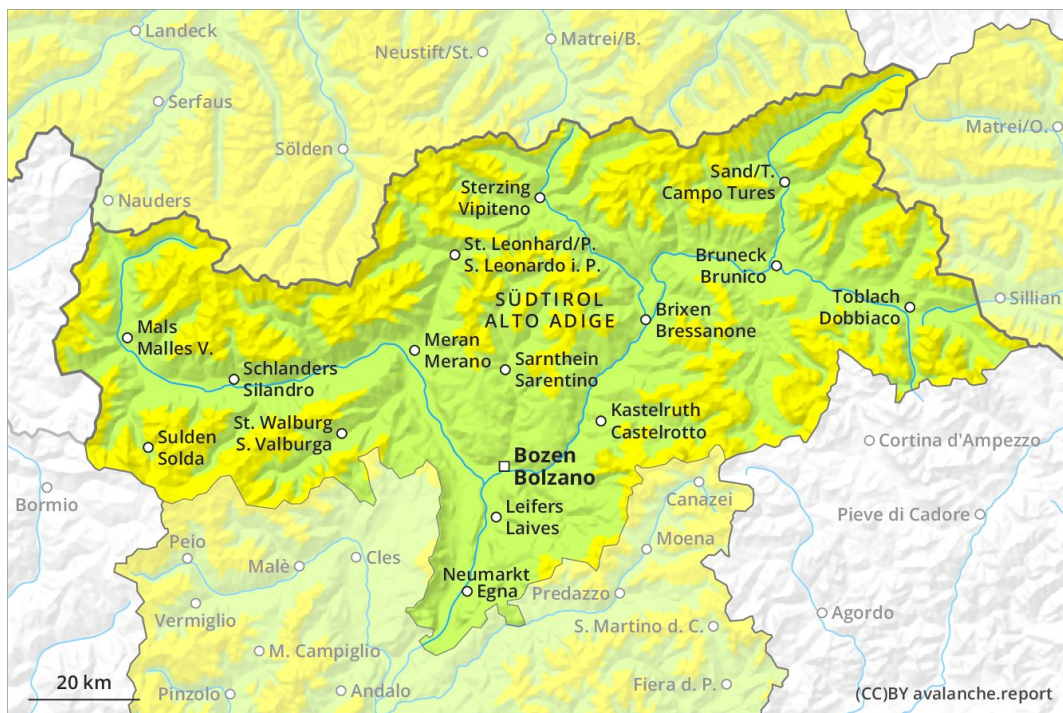 Landeck
Matrei/B.
Neustift/St.
Serfaus
Matrei/O.
Sölden
Sand/T.
Campo Tures
Sterzing
Vipiteno
Nauders
St. Leonhard/P.
S. Leonardo i. P.
Bruneck
Brunico
SÜDTIROL
ALTO ADIGE
Toblach
Dobbiaco
Sillian
Brixen
Bressanone
Mals
Malles V.
Meran
Merano
Sarnthein
Sarentino
Schlanders
Silandro
Kastelruth
Castelrotto
St. Walburg
S. Valburga
Sulden
Solda
Cortina d'Ampezzo
Bozen
Bolzano
Bormio
Canazei
Leifers
Laives
Pieve di Cadore
Moena
Peio
Cles
Malè
Neumarkt
Egna
Predazzo
Vermiglio
Agordo
S. Martino d. C.
M. Campiglio
20 km
Pinzolo
Andalo
Fiera d. P.
(CC)BY avalanche.report